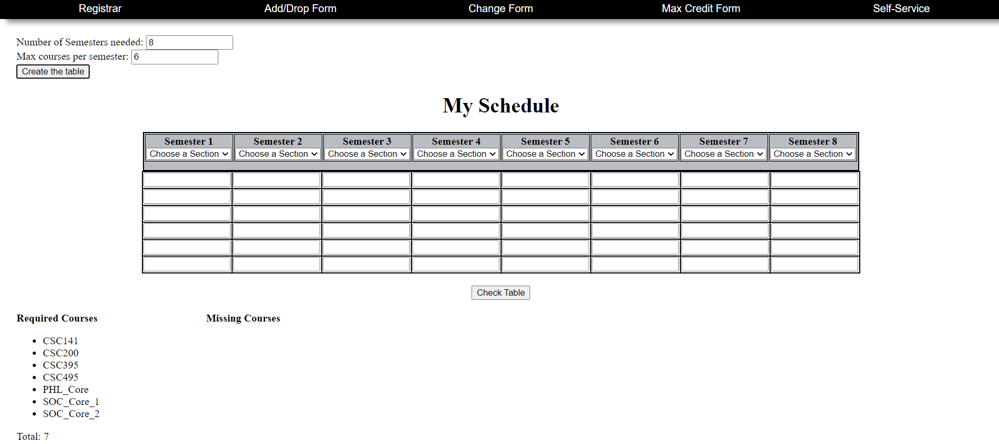 Registrar Add/Drop Form Change Form Max Credit Form Self-Service
Number of Semesters needed: 8
Max courses per semester: 6
Create the table
My Schedule
Semester 1 Semester 2 Semester 3 Semester 4 Semester 5 Semester 6 Semester 7 Semester 8
Choose a Section Choose a Section Choose a Section Choose a Section Choose a Section Choose a Section Choose a Section Choose a Section
Check Table
Required Courses Missing Courses
• CSC141
• CSC200
• CSC395
• CSC495
• PHL_Core
• SOC_Core_1
• SOC_Core_2
Total: 7